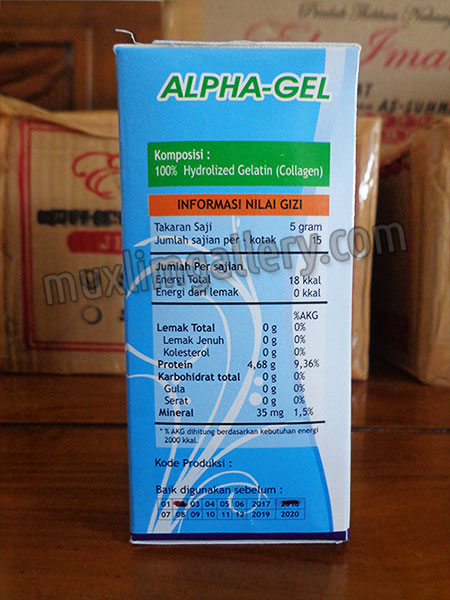 Produk Herbal
ALPHA-GEL
Komposisi :
100% Hydrolized Gelatin (Collagen)
INFORMASI NILAI GIZI
Takaran Saji 5 gram
Jumlah sajian per - kotak 15
muxlimgallery.com
Jumlah Per sajian
Energi Total 18 kkal
Energi dari lemak 0 kkal
%AKG
Lemak Total 0 g 0%
Lemak Jenuh 0 g 0%
Kolesterol 0 g 0%
Protein 4,68 g 9,36%
Karbohidrat total 0 g 0%
Gula 0 g 0%
Serat 0 g 0%
Mineral 35 mg 1,5%
* % AKG dihitung berdasarkan kebutuhan energi
2000 kkal.
Kode Produksi :
Baik digunakan sebelum :
01 03 04 05 06 2017 2018
07 08 09 10 11 12 2019 2020